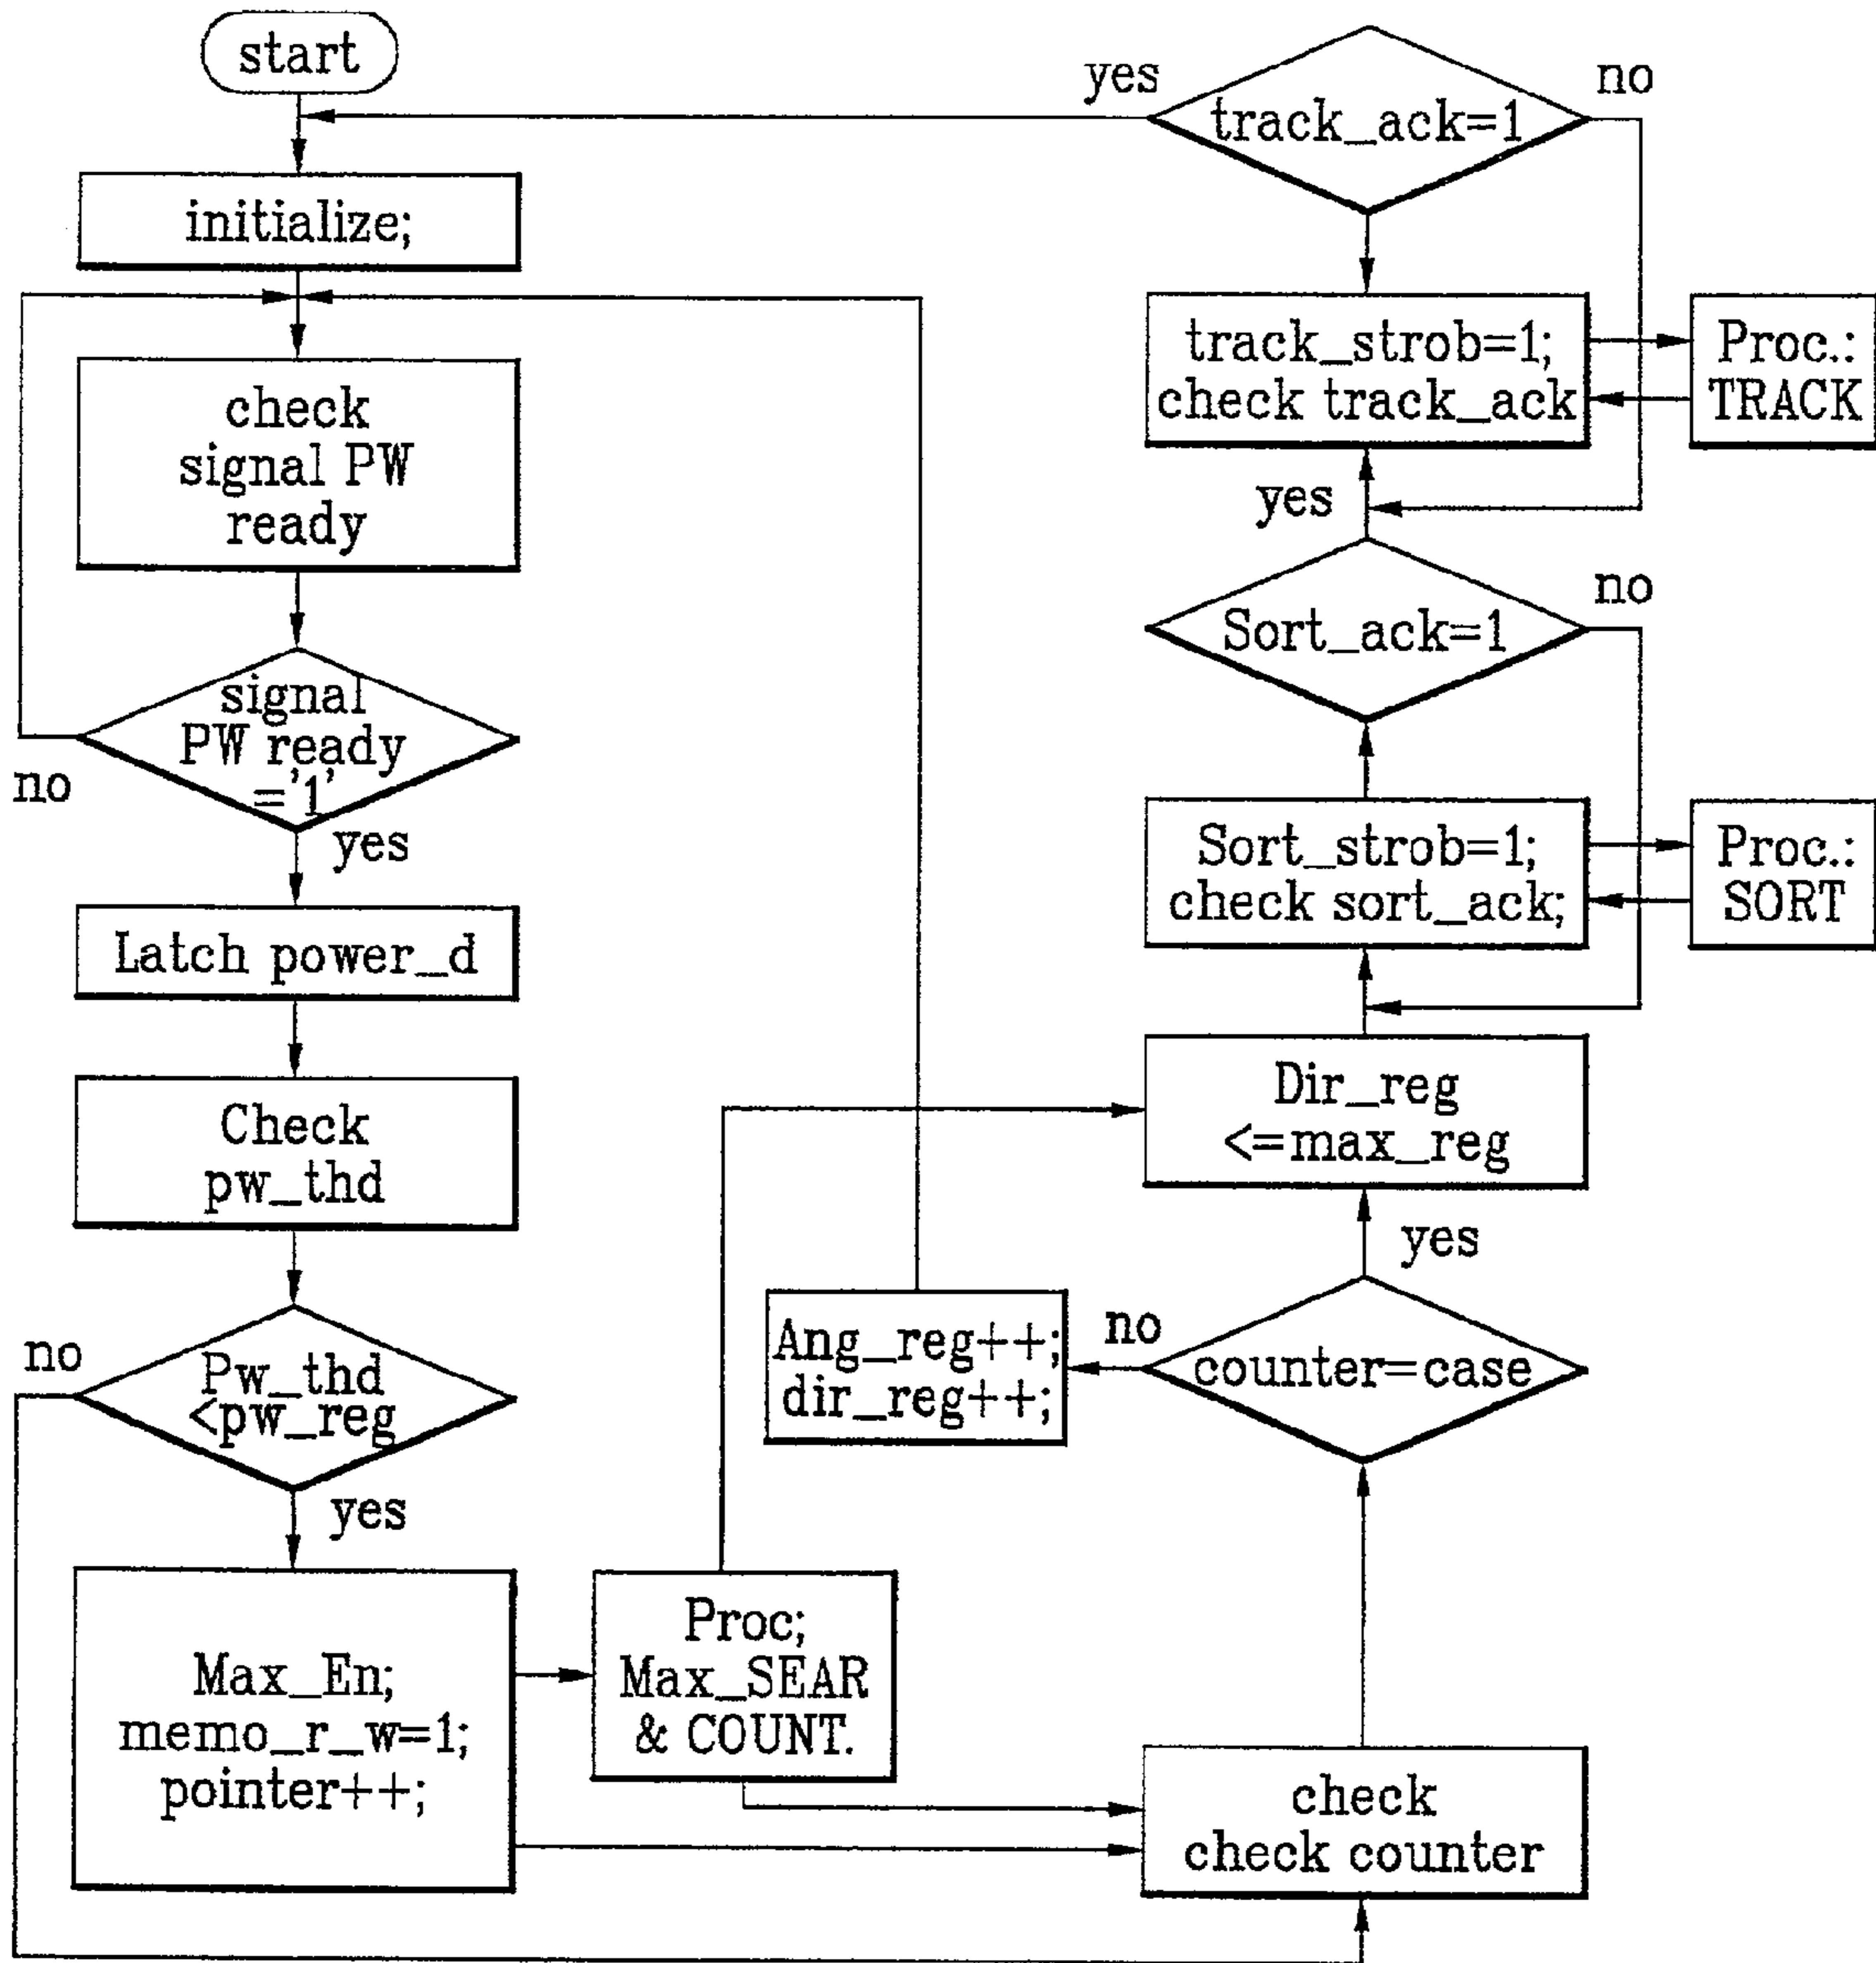 start
initialize;
check
signal PW
ready
signal
PW ready
='1'
no
yes
Latch power_d
Check
pw_thd
no
Pw_thd
<pw_reg
yes
Max_En;
memo_r_w=1;
pointer++;
Proc;
Max_SEAR
& COUNT.
check
check counter
counter=case
no
Ang_reg++;
dir_reg++;
yes
Dir_reg
<=max_reg
Sort_strob=1;
check sort_ack;
Proc.:
SORT
Sort_ack=1
no
yes
track_strob=1;
check track_ack
Proc.:
TRACK
track_ack=1
yes
no